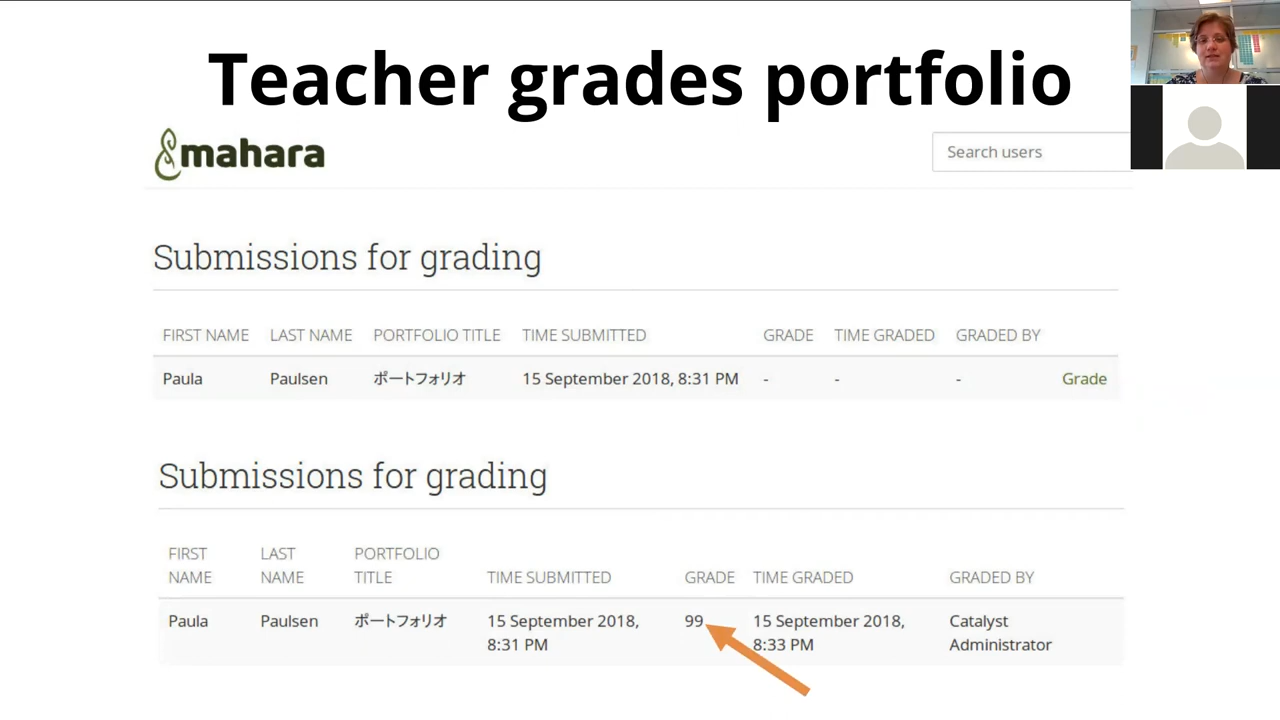 Teacher grades portfolio
mahara
Search users
Submissions for grading
FIRST NAME LAST NAME PORTFOLIO TITLE TIME SUBMITTED GRADE TIME GRADED GRADED BY
Paula Paulsen ポートフォリオ 15 September 2018, 8:31 PM - - - Grade
Submissions for grading
FIRST NAME LAST NAME PORTFOLIO TITLE TIME SUBMITTED GRADE TIME GRADED GRADED BY
Paula Paulsen ポートフォリオ 15 September 2018, 8:31 PM 99 15 September 2018, 8:33 PM Catalyst Administrator